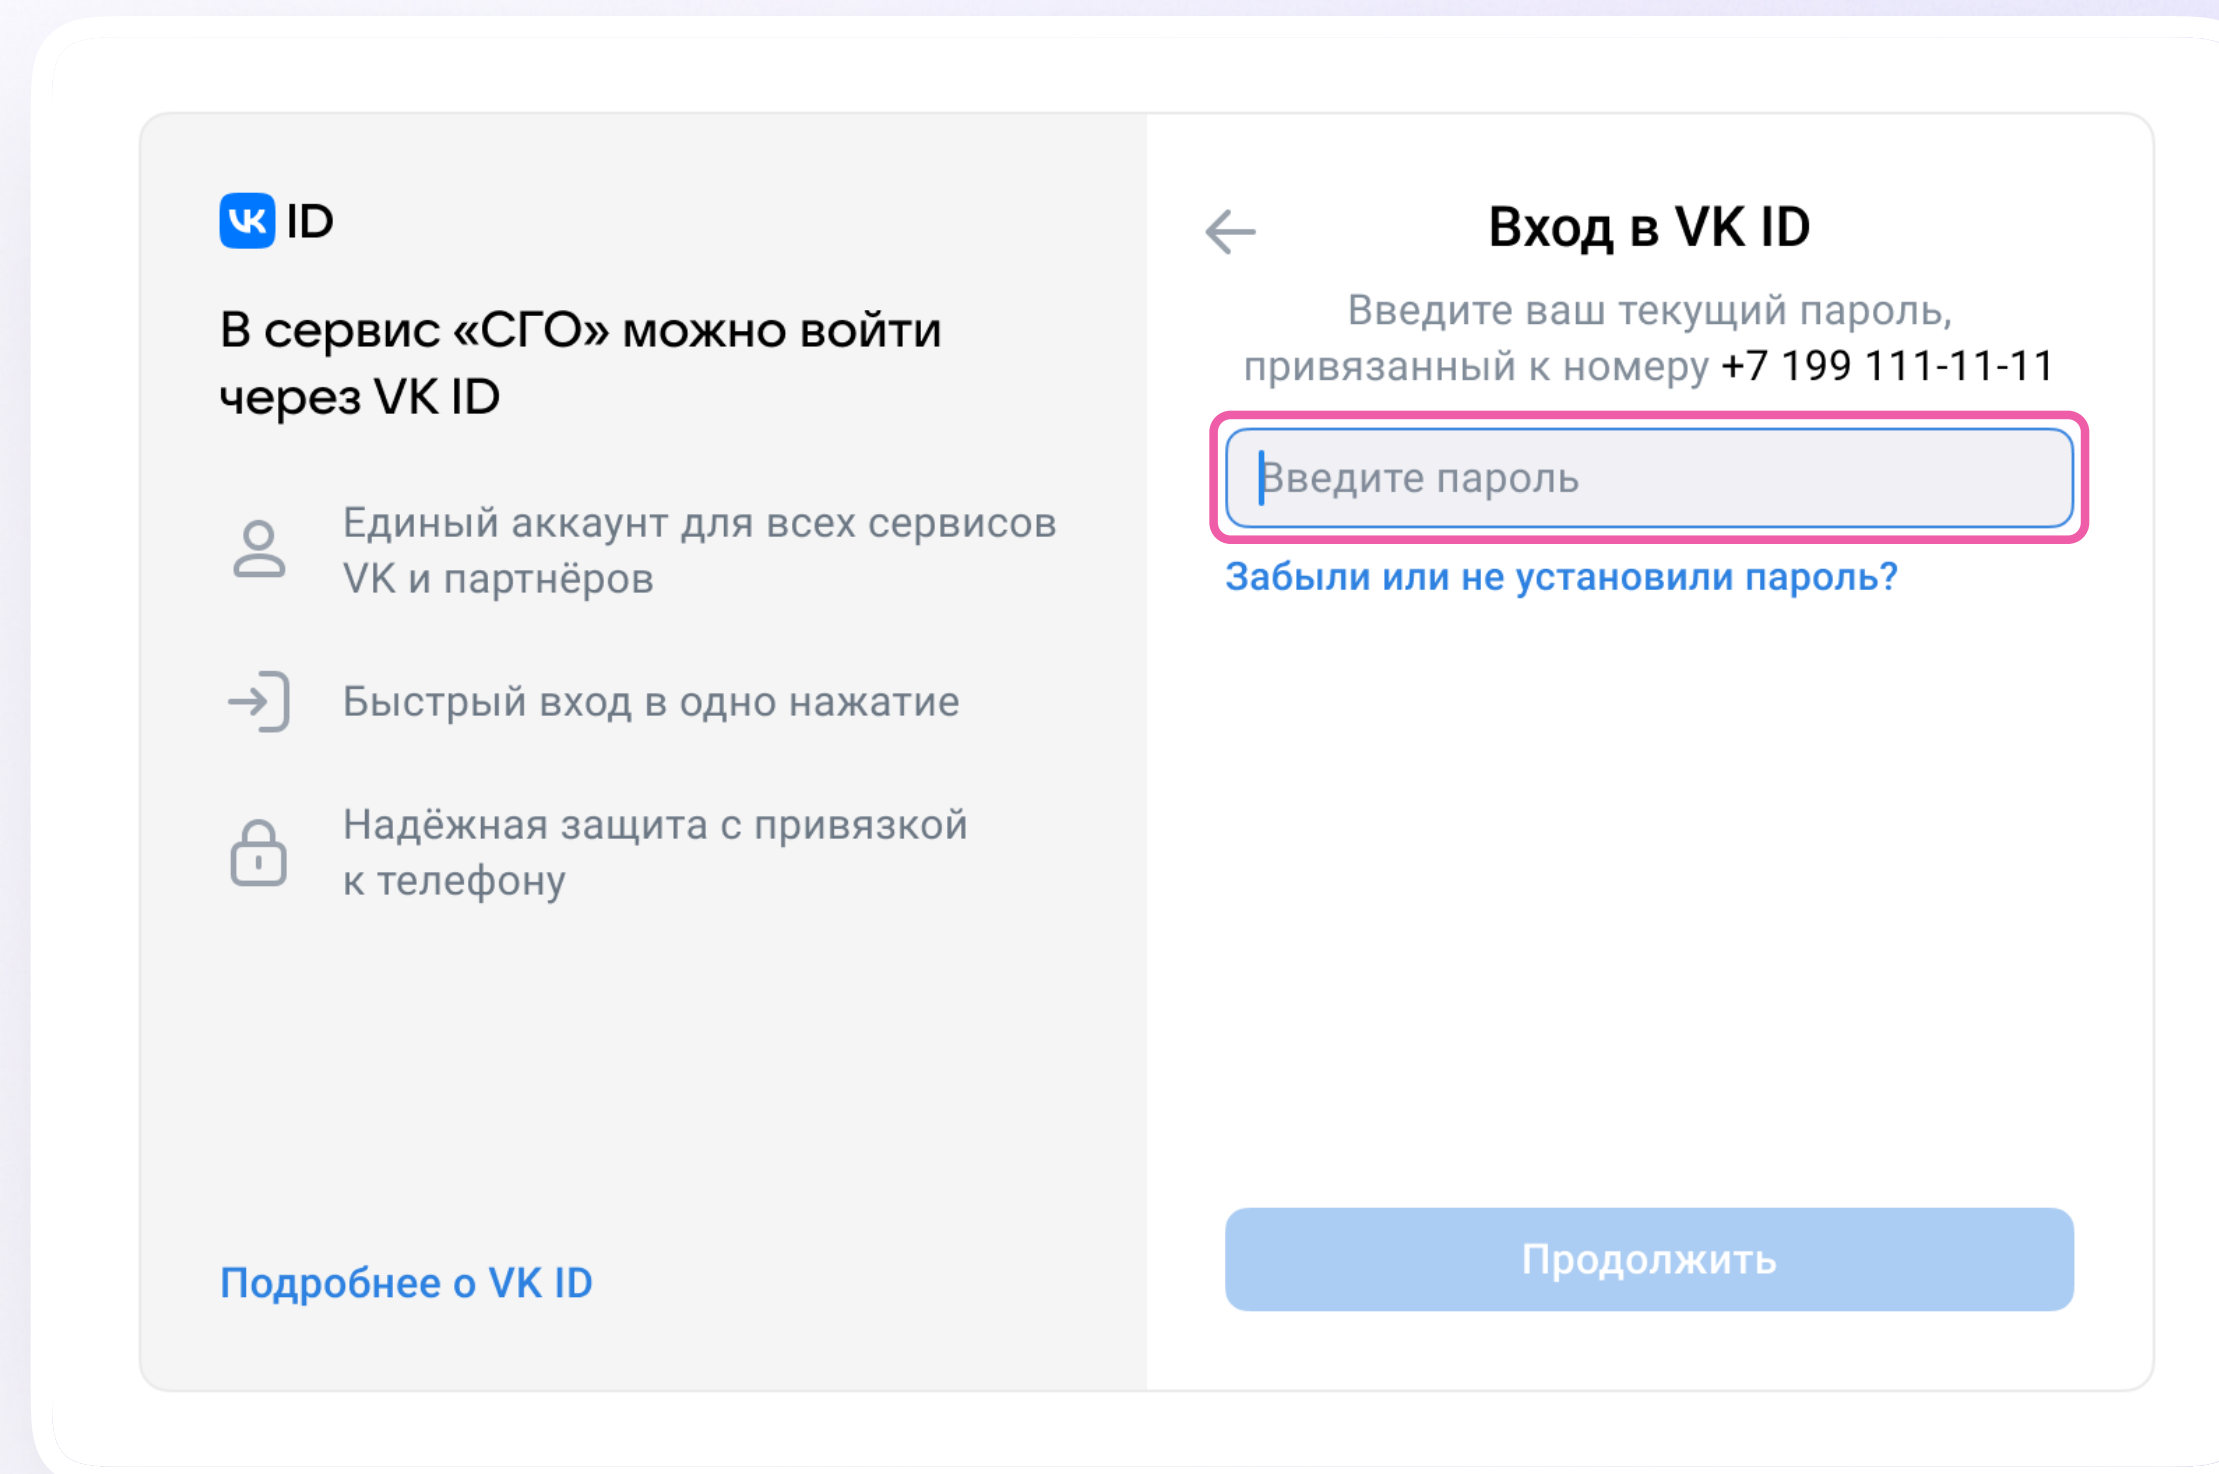 VK ID
В сервис «СГО» можно войти
через VK ID
Единый аккаунт для всех сервисов
VK и партнёров
Быстрый вход в одно нажатие
Надёжная защита с привязкой
к телефону
Подробнее о VK ID
Вход в VK ID
Введите ваш текущий пароль,
привязанный к номеру +7 199 111-11-11
Введите пароль
Забыли или не установили пароль?
Продолжить